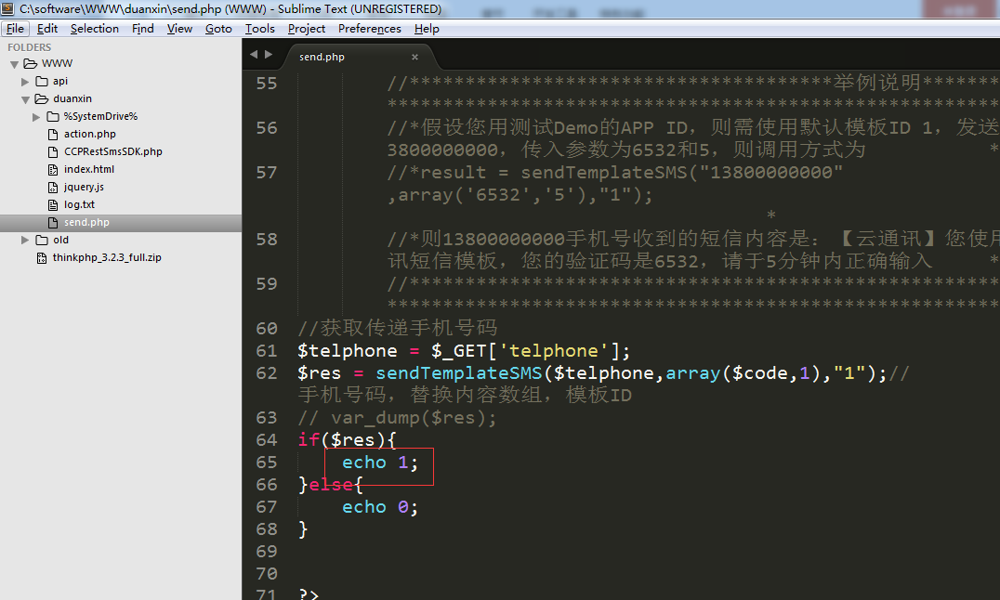 C:\software\WWW\duanxin\send.php (WWW) - Sublime Text (UNREGISTERED)
File Edit Selection Find View Goto Tools Project Preferences Help
FOLDERS
WWW
api
duanxin
%SystemDrive%
action.php
CCPRestSmsSDK.php
index.html
jquery.js
log.txt
send.php
old
thinkphp_3.2.3_full.zip
send.php
55 //**************************************举例说明*******
*******************************************************
56 //*假设您用测试Demo的APP ID，则需使用默认模板ID 1，发送
3800000000，传入参数为6532和5，则调用方式为 *
57 //*result = sendTemplateSMS("13800000000"
,array('6532','5'),"1");
*
58 //*则13800000000手机号收到的短信内容是：【云通讯】您使用
讯短信模板，您的验证码是6532，请于5分钟内正确输入 *
59 //*****************************************************
*******************************************************
60 //获取传递手机号码
61 $telphone = $_GET['telphone'];
62 $res = sendTemplateSMS($telphone,array($code,1),"1");//
手机号码，替换内容数组，模板ID
63 // var_dump($res);
64 if($res){
65 echo 1;
66 }else{
67 echo 0;
68 }
69
70
71 ?>